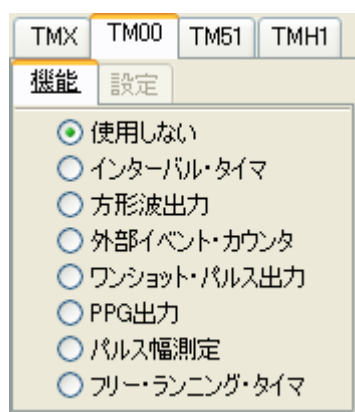 TMX TM00 TM51 TMH1
機能 設定
使用しない
インターバル・タイマ
方形波出力
外部イベント・カウンタ
ワンショット・パルス出力
PPG出力
パルス幅測定
フリー・ランニング・タイマ